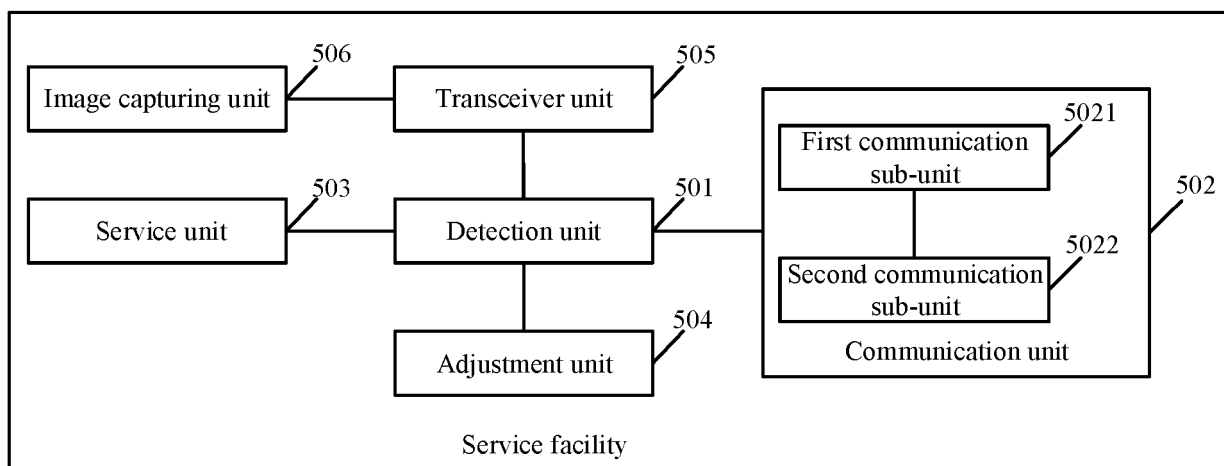 506
505
Image capturing unit
Transceiver unit
5021
First communication
sub-unit
503
501
502
Service unit
Detection unit
5022
Second communication
sub-unit
504
Communication unit
Adjustment unit
Service facility